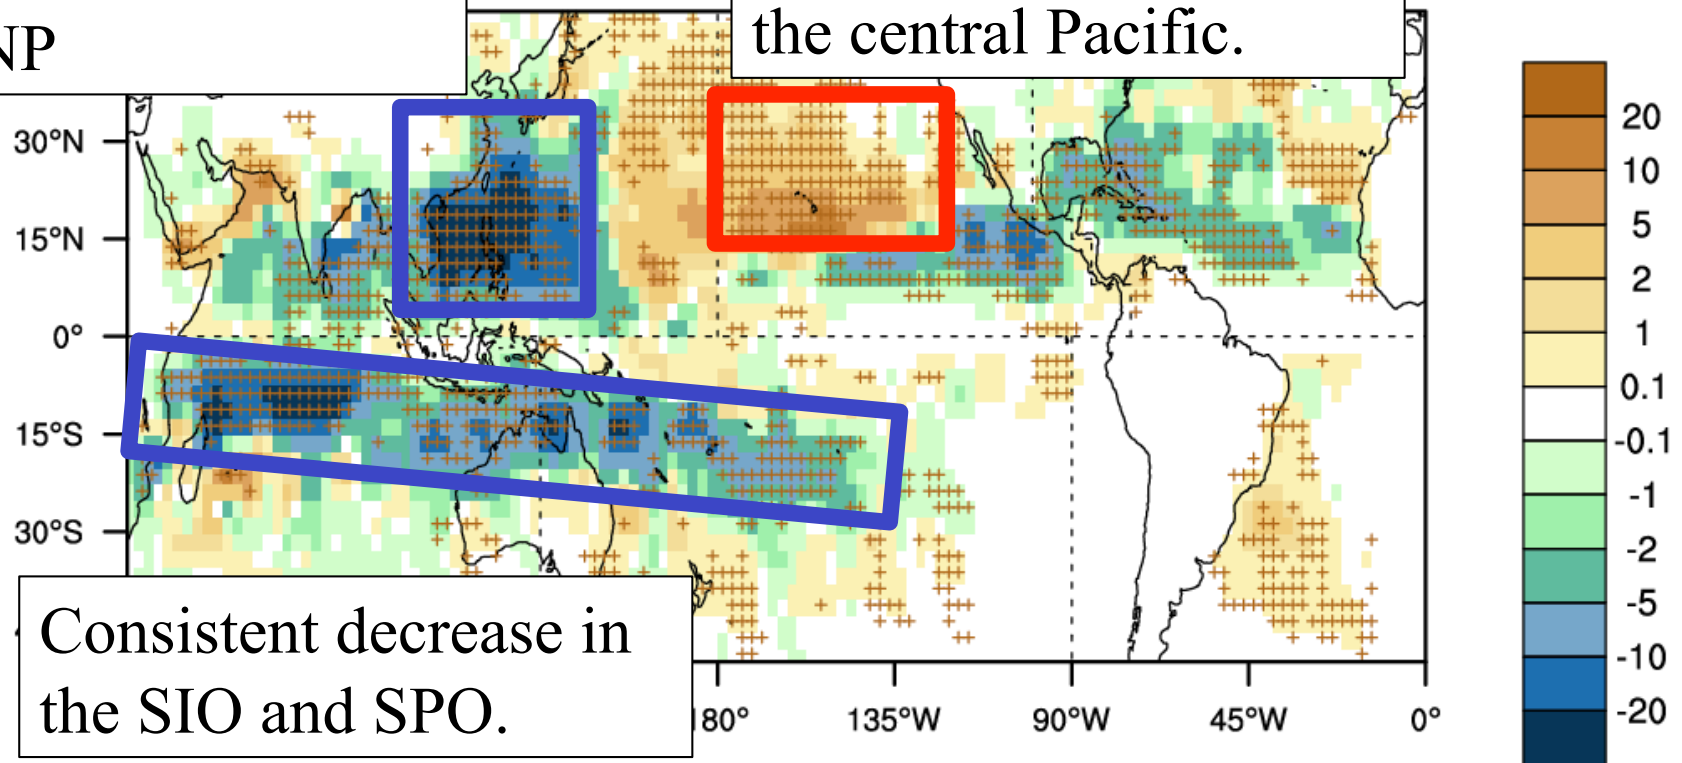 NP
the central Pacific.
30°N
15°N
0°
15°S
30°S
Consistent decrease in
the SIO and SPO.
180°
135°W
90°W
45°W
0°
20
10
5
2
1
0.1
-0.1
-1
-2
-5
-10
-20